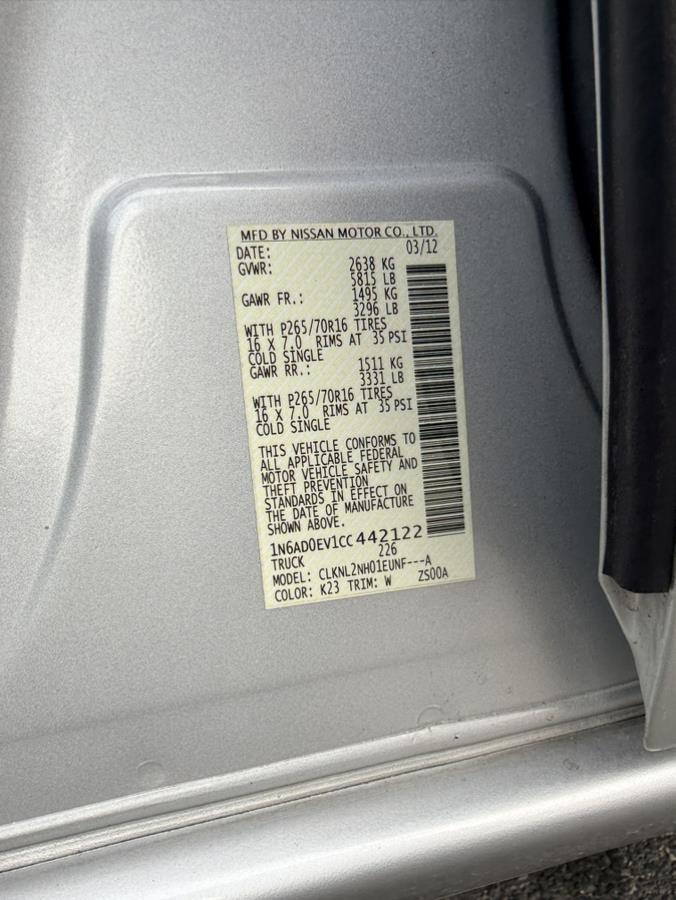 MFD BY NISSAN MOTOR CO., LTD.
DATE: 03/12
GVWR: 2638 KG
5815 LB
GAWR FR.: 1495 KG
3296 LB
WITH P265/70R16 TIRES
16 X 7.0 RIMS AT 35 PSI
COLD SINGLE
GAWR RR.: 1511 KG
3331 LB
WITH P265/70R16 TIRES
16 X 7.0 RIMS AT 35 PSI
COLD SINGLE
THIS VEHICLE CONFORMS TO
ALL APPLICABLE FEDERAL
MOTOR VEHICLE SAFETY AND
THEFT PREVENTION
STANDARDS IN EFFECT ON
THE DATE OF MANUFACTURE
SHOWN ABOVE.
1N6AD0EV1CC442122
TRUCK 226
MODEL: CLKNL2NH01EUNF---A
COLOR: K23 TRIM: W ZS00A